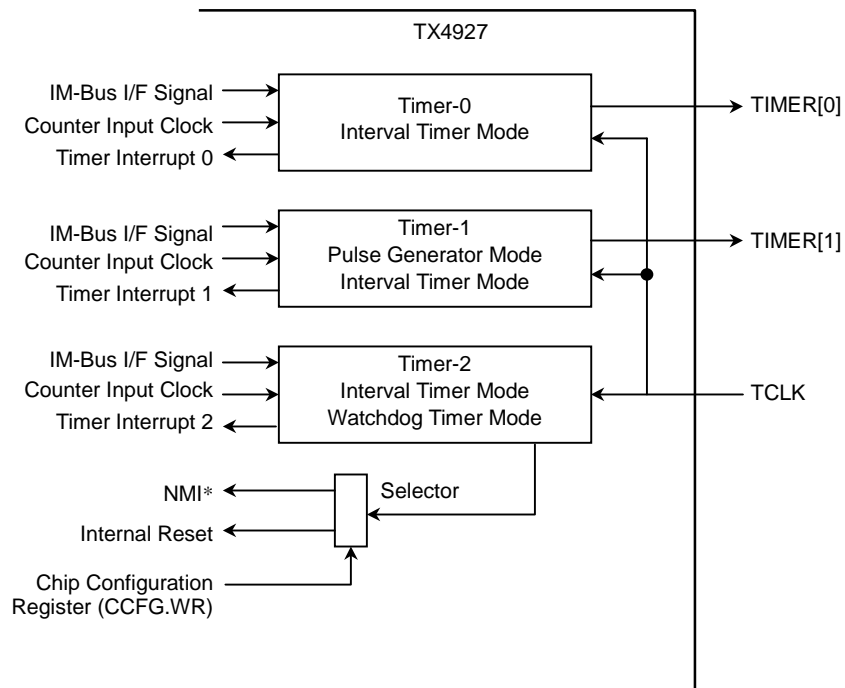 TX4927
IM-Bus I/F Signal
Counter Input Clock
Timer Interrupt 0
Timer-0
Interval Timer Mode
TIMER[0]
IM-Bus I/F Signal
Counter Input Clock
Timer Interrupt 1
Timer-1
Pulse Generator Mode
Interval Timer Mode
TIMER[1]
IM-Bus I/F Signal
Counter Input Clock
Timer Interrupt 2
Timer-2
Interval Timer Mode
Watchdog Timer Mode
TCLK
NMI*
Selector
Internal Reset
Chip Configuration
Register (CCFG.WR)